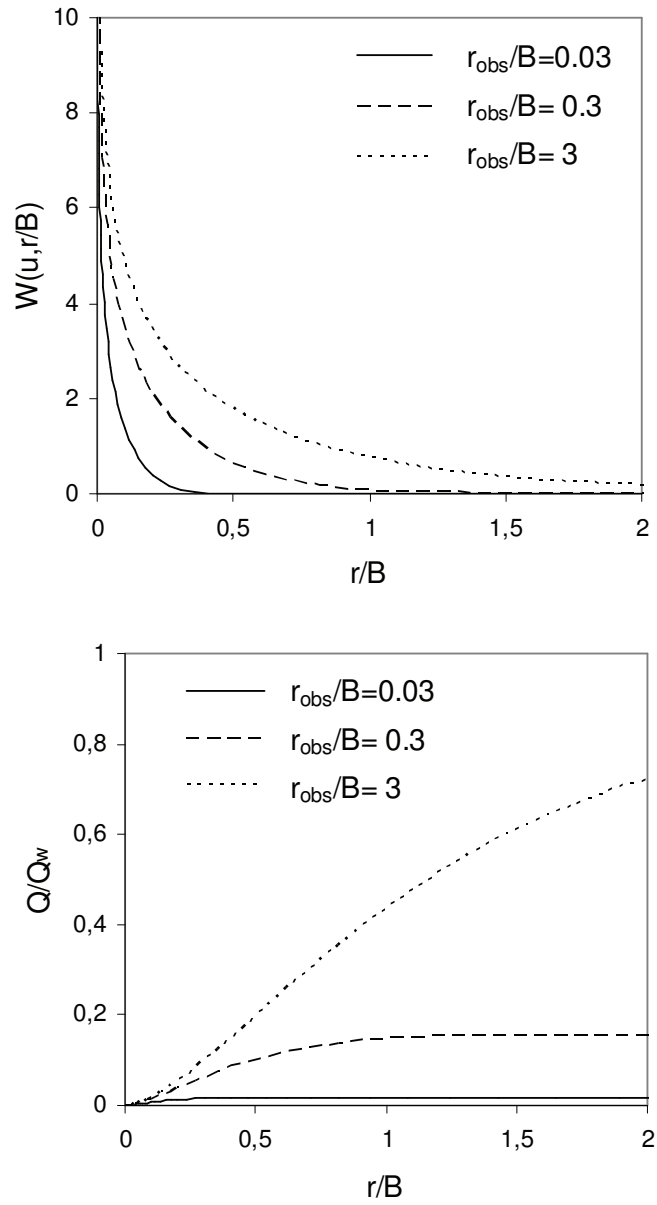 10
8
6
4
2
0
W(u,r/B)
r_obs/B=0.03
r_obs/B= 0.3
r_obs/B= 3
0 0,5 1 1,5 2
r/B
1
0,8
0,6
0,4
0,2
0
Q/Qw
r_obs/B=0.03
r_obs/B= 0.3
r_obs/B= 3
0 0,5 1 1,5 2
r/B